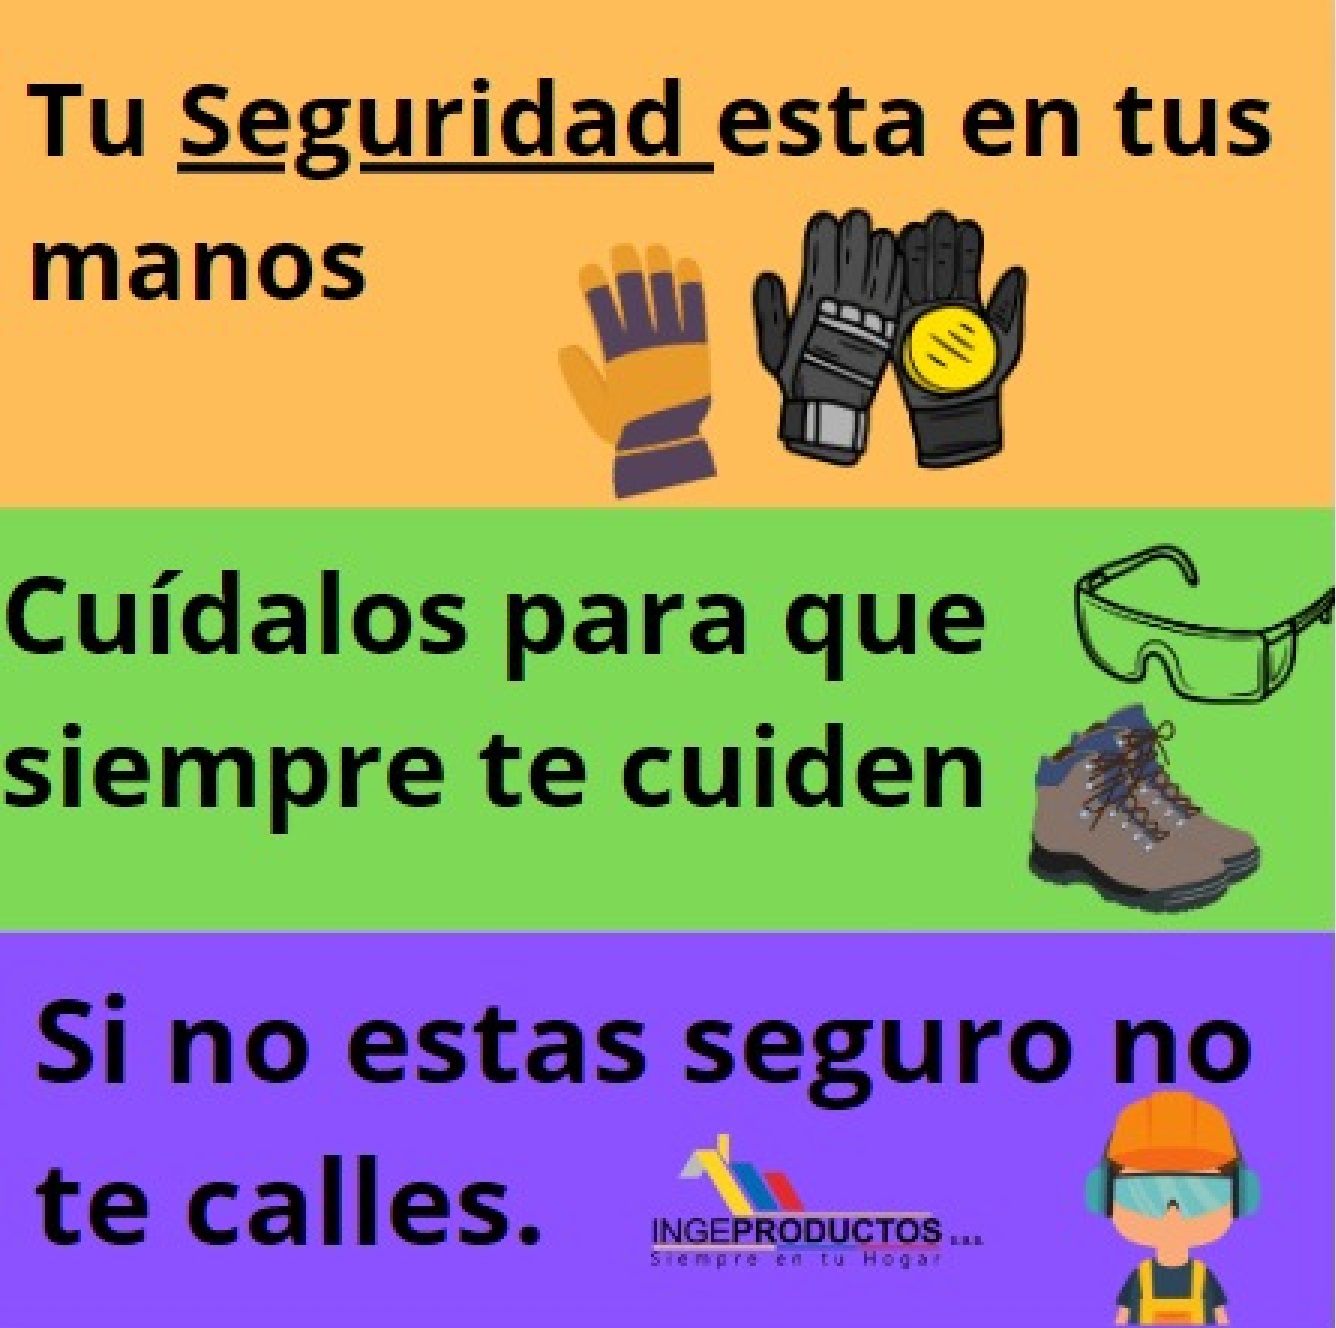 Tu Seguridad esta en tus
manos
Cuídalos para que
siempre te cuiden
Si no estas seguro no
te calles.
INGEPRODUCTOS S.A.S.
Siempre en tu Hogar